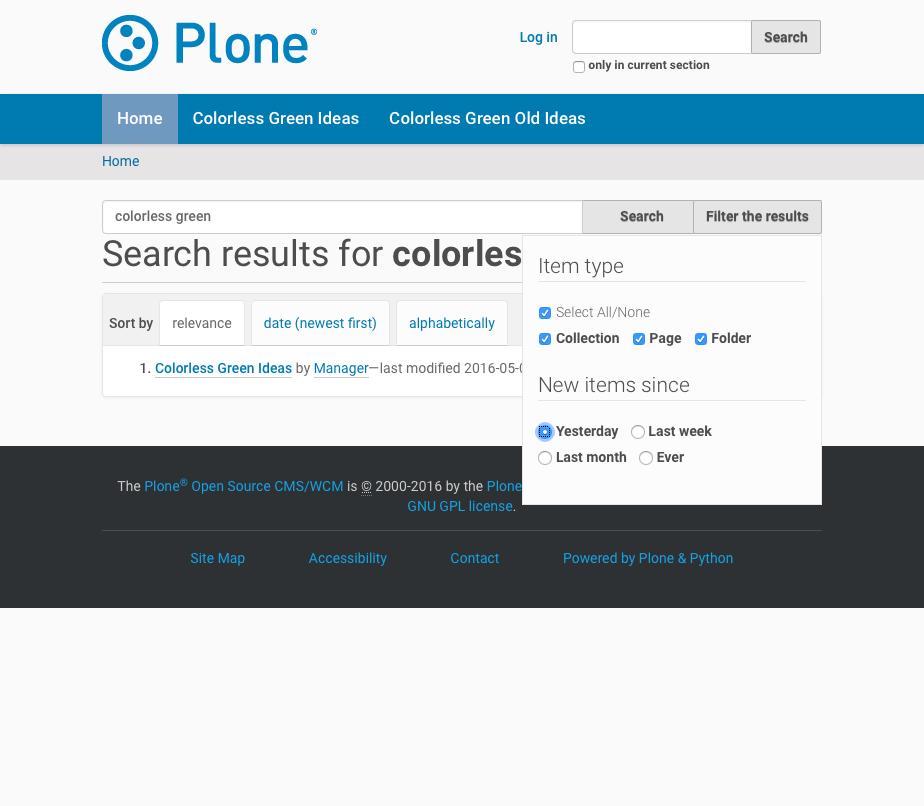 Plone®
Log in
Search
only in current section
Home Colorless Green Ideas Colorless Green Old Ideas
Home
colorless green Search Filter the results
Search results for colorles
Item type
Select All/None
Collection Page Folder
New items since
Yesterday Last week
Last month Ever
Sort by relevance date (newest first) alphabetically
1. Colorless Green Ideas by Manager—last modified 2016-05-
The Plone® Open Source CMS/WCM is © 2000-2016 by the Plone
GNU GPL license.
Site Map Accessibility Contact Powered by Plone & Python